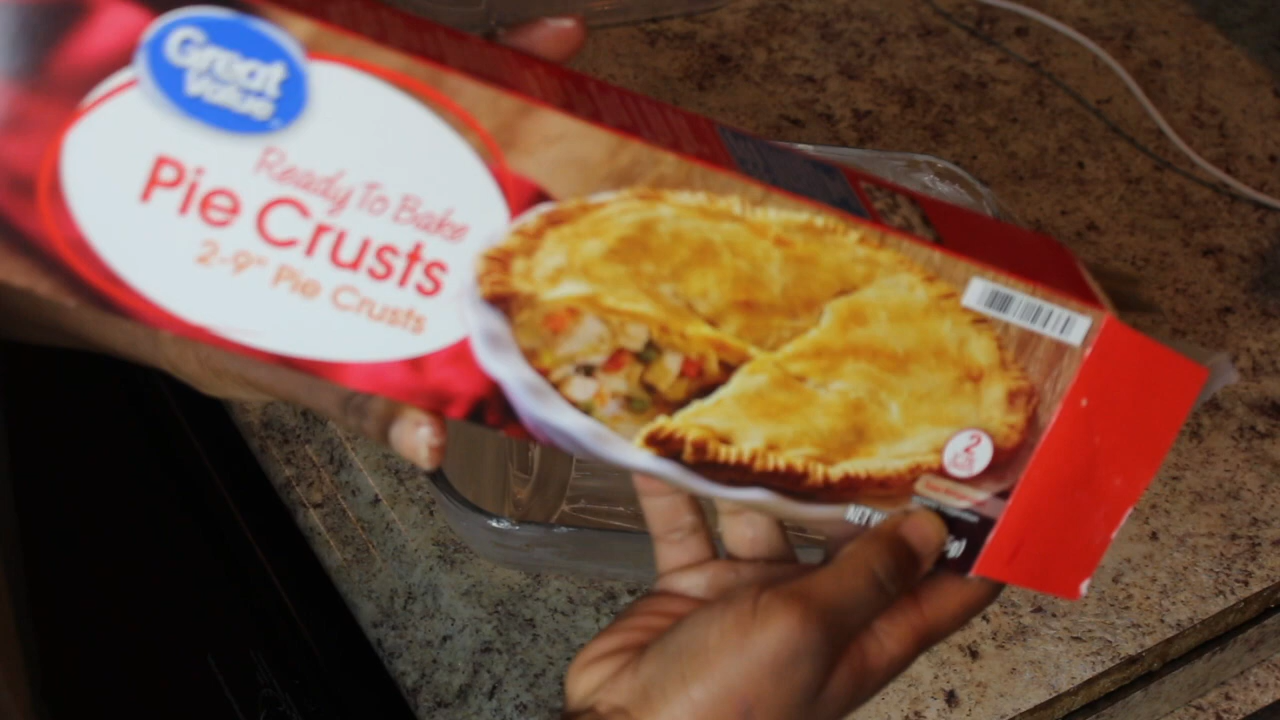 Great
Value
Ready To Bake
Pie Crusts
2-9" Pie Crusts
2
NET